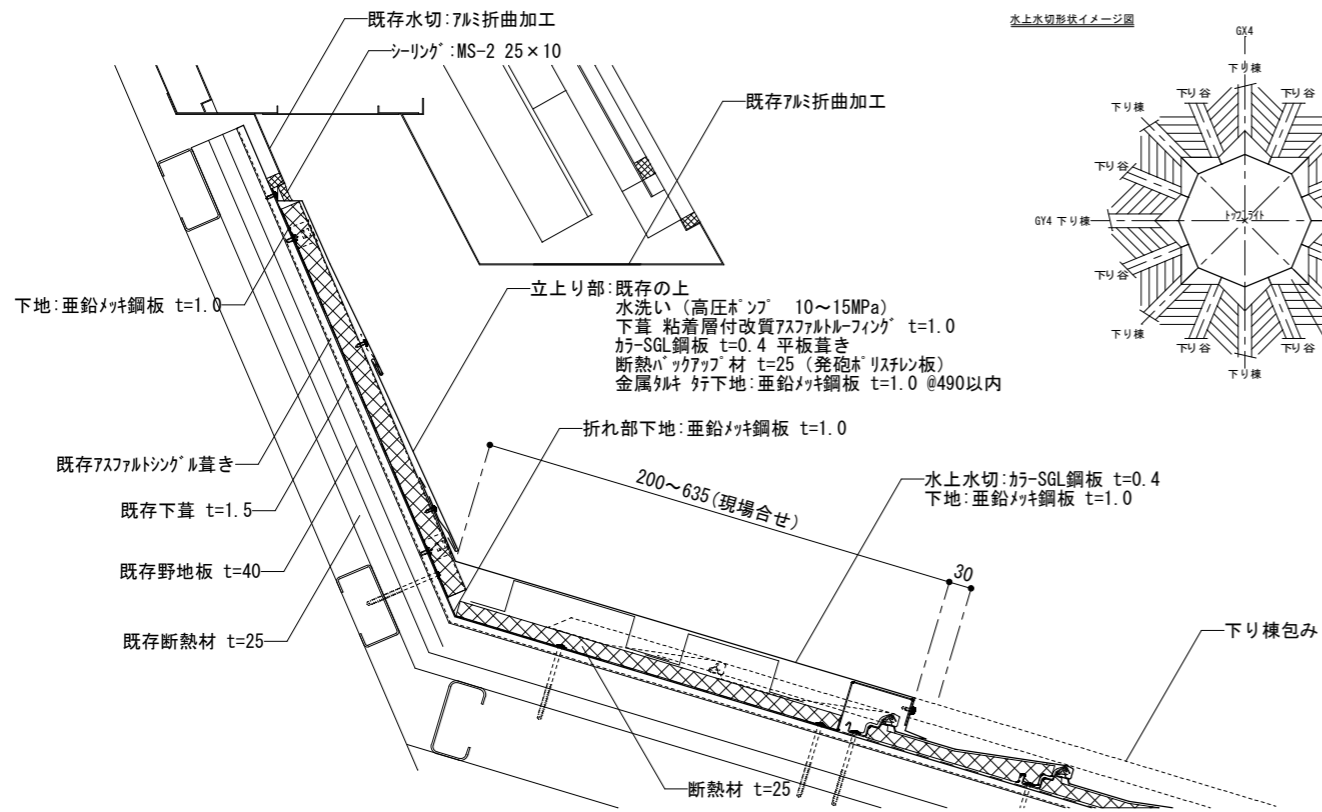 既存水切：ｱﾙﾐ折曲加工
ｼｰﾘﾝｸﾞ：MS-2 25×10
既存ｱﾙﾐ折曲加工
下地：亜鉛ﾒｯｷ鋼板 t=1.0
立上り部：既存の上
水洗い（高圧ﾎﾟﾝﾌﾟ 10～15MPa）
下葺 粘着層付改質ｱｽﾌｧﾙﾄﾙｰﾌｨﾝｸﾞ t=1.0
ｶﾗｰSGL鋼板 t=0.4 平板葺き
断熱ﾊﾞｯｸｱｯﾌﾟ材 t=25（発砲ﾎﾟﾘｽﾁﾚﾝ板）
金属ﾀﾙｷ ﾀﾃ下地：亜鉛ﾒｯｷ鋼板 t=1.0 @490以内
折れ部下地：亜鉛ﾒｯｷ鋼板 t=1.0
既存ｱｽﾌｧﾙﾄｼﾝｸﾞﾙ葺き
200～635(現場合せ)
水上水切：ｶﾗｰSGL鋼板 t=0.4
下地：亜鉛ﾒｯｷ鋼板 t=1.0
既存下葺 t=1.5
30
既存野地板 t=40
既存断熱材 t=25
下り棟包み
断熱材 t=25
水上水切形状イメージ図
GX4
下り棟
下り谷
下り谷
下り棟
下り谷
GY4 下り棟
ﾄｯﾌﾟﾗｲﾄ
下り谷
下り棟
下り谷
下り谷
下り棟